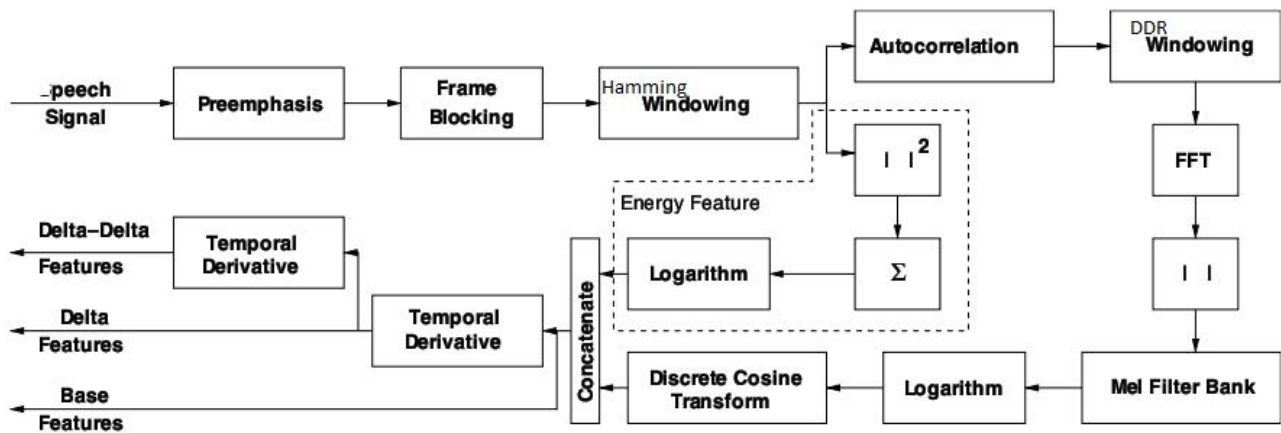 Speech
Signal
Preemphasis
Frame
Blocking
Hamming
Windowing
Autocorrelation
DDR
Windowing
| |²
FFT
Energy Feature
Delta–Delta
Features
Temporal
Derivative
Logarithm
Σ
| |
Delta
Features
Temporal
Derivative
Concatenate
Base
Features
Discrete Cosine
Transform
Logarithm
Mel Filter Bank